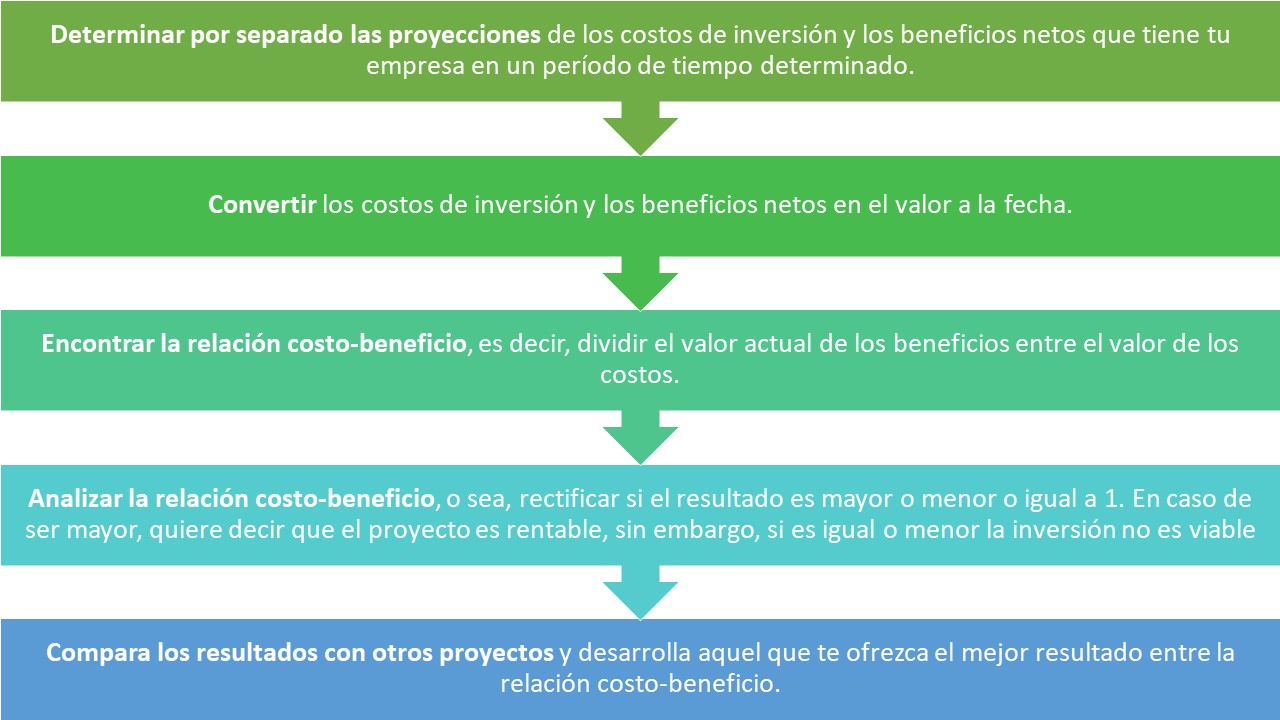 Determinar por separado las proyecciones de los costos de inversión y los beneficios netos que tiene tu
empresa en un período de tiempo determinado.
Convertir los costos de inversión y los beneficios netos en el valor a la fecha.
Encontrar la relación costo-beneficio, es decir, dividir el valor actual de los beneficios entre el valor de los
costos.
Analizar la relación costo-beneficio, o sea, rectificar si el resultado es mayor o menor o igual a 1. En caso de
ser mayor, quiere decir que el proyecto es rentable, sin embargo, si es igual o menor la inversión no es viable
Compara los resultados con otros proyectos y desarrolla aquel que te ofrezca el mejor resultado entre la
relación costo-beneficio.